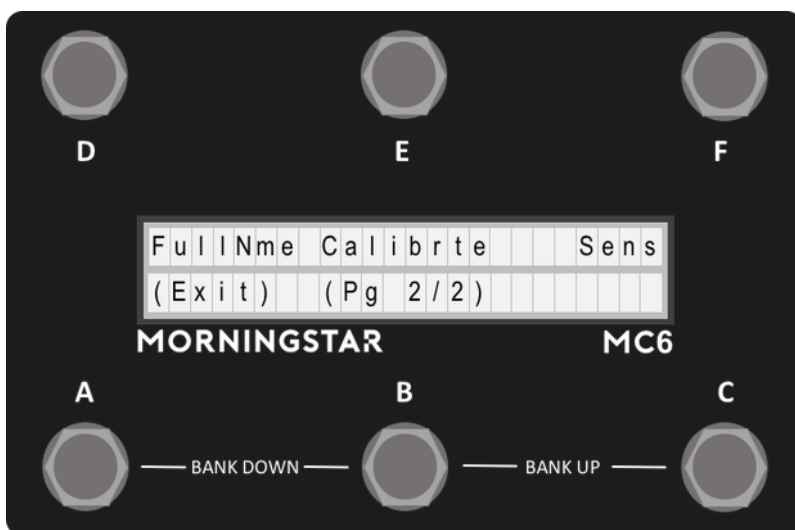 D E F
FullNme Calibrte Sens
(Exit) (Pg 2/2)
MORNINGSTAR MC6
A B C
BANK DOWN BANK UP